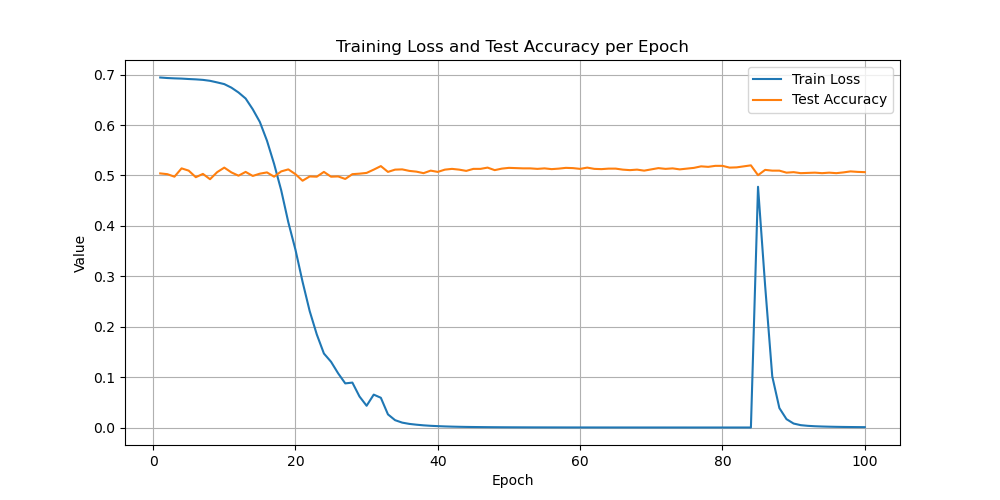 Training Loss and Test Accuracy per Epoch
Train Loss
Test Accuracy
Value
0.7
0.6
0.5
0.4
0.3
0.2
0.1
0.0
0 20 40 60 80 100
Epoch